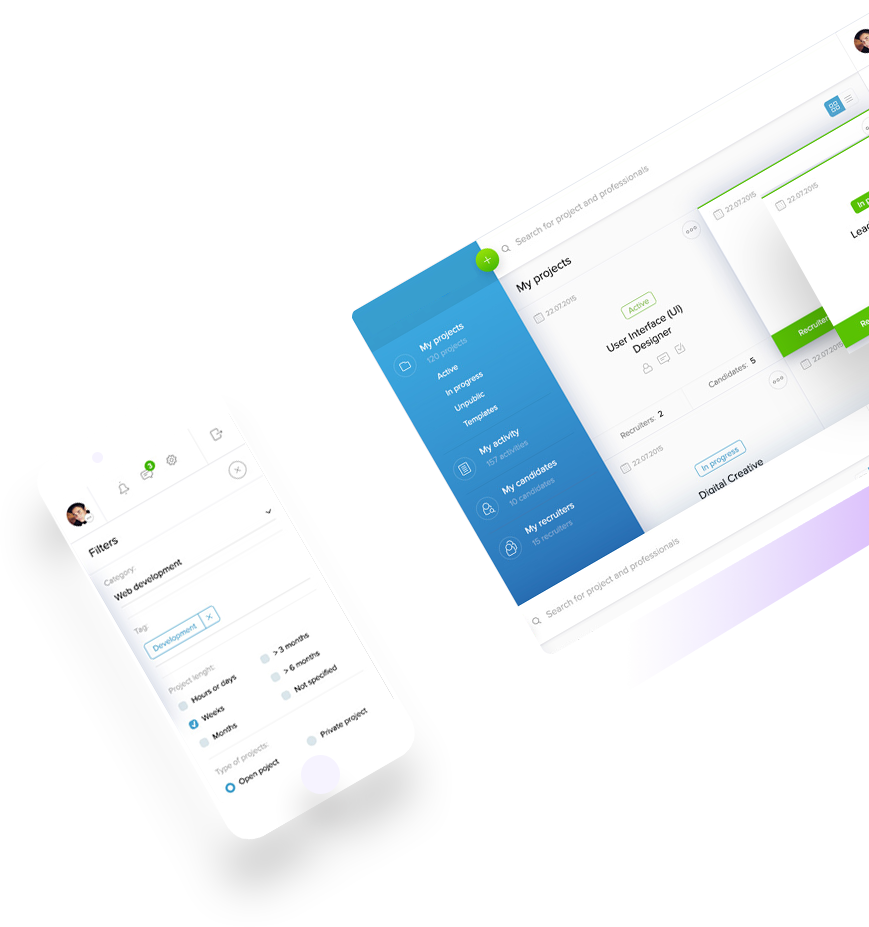 Search for project and professionals
My projects
22.07.2015
Active
User Interface (UI)
Designer
Recruiters: 2
Candidates: 5
22.07.2015
In progress
Digital Creative
22.07.2015
Recruiters
22.07.2015
22.07.2015
My projects
120 projects
Active
In progress
Unpublic
Templates
My activity
157 activities
My candidates
10 candidates
My recruiters
15 recruiters
Search for project and professionals
3
Filters
Category:
Web development
Tag:
Development
Project lenght:
Hours or days
Weeks
Months
> 3 months
> 6 months
Not specified
Type of projects:
Open poject
Private project